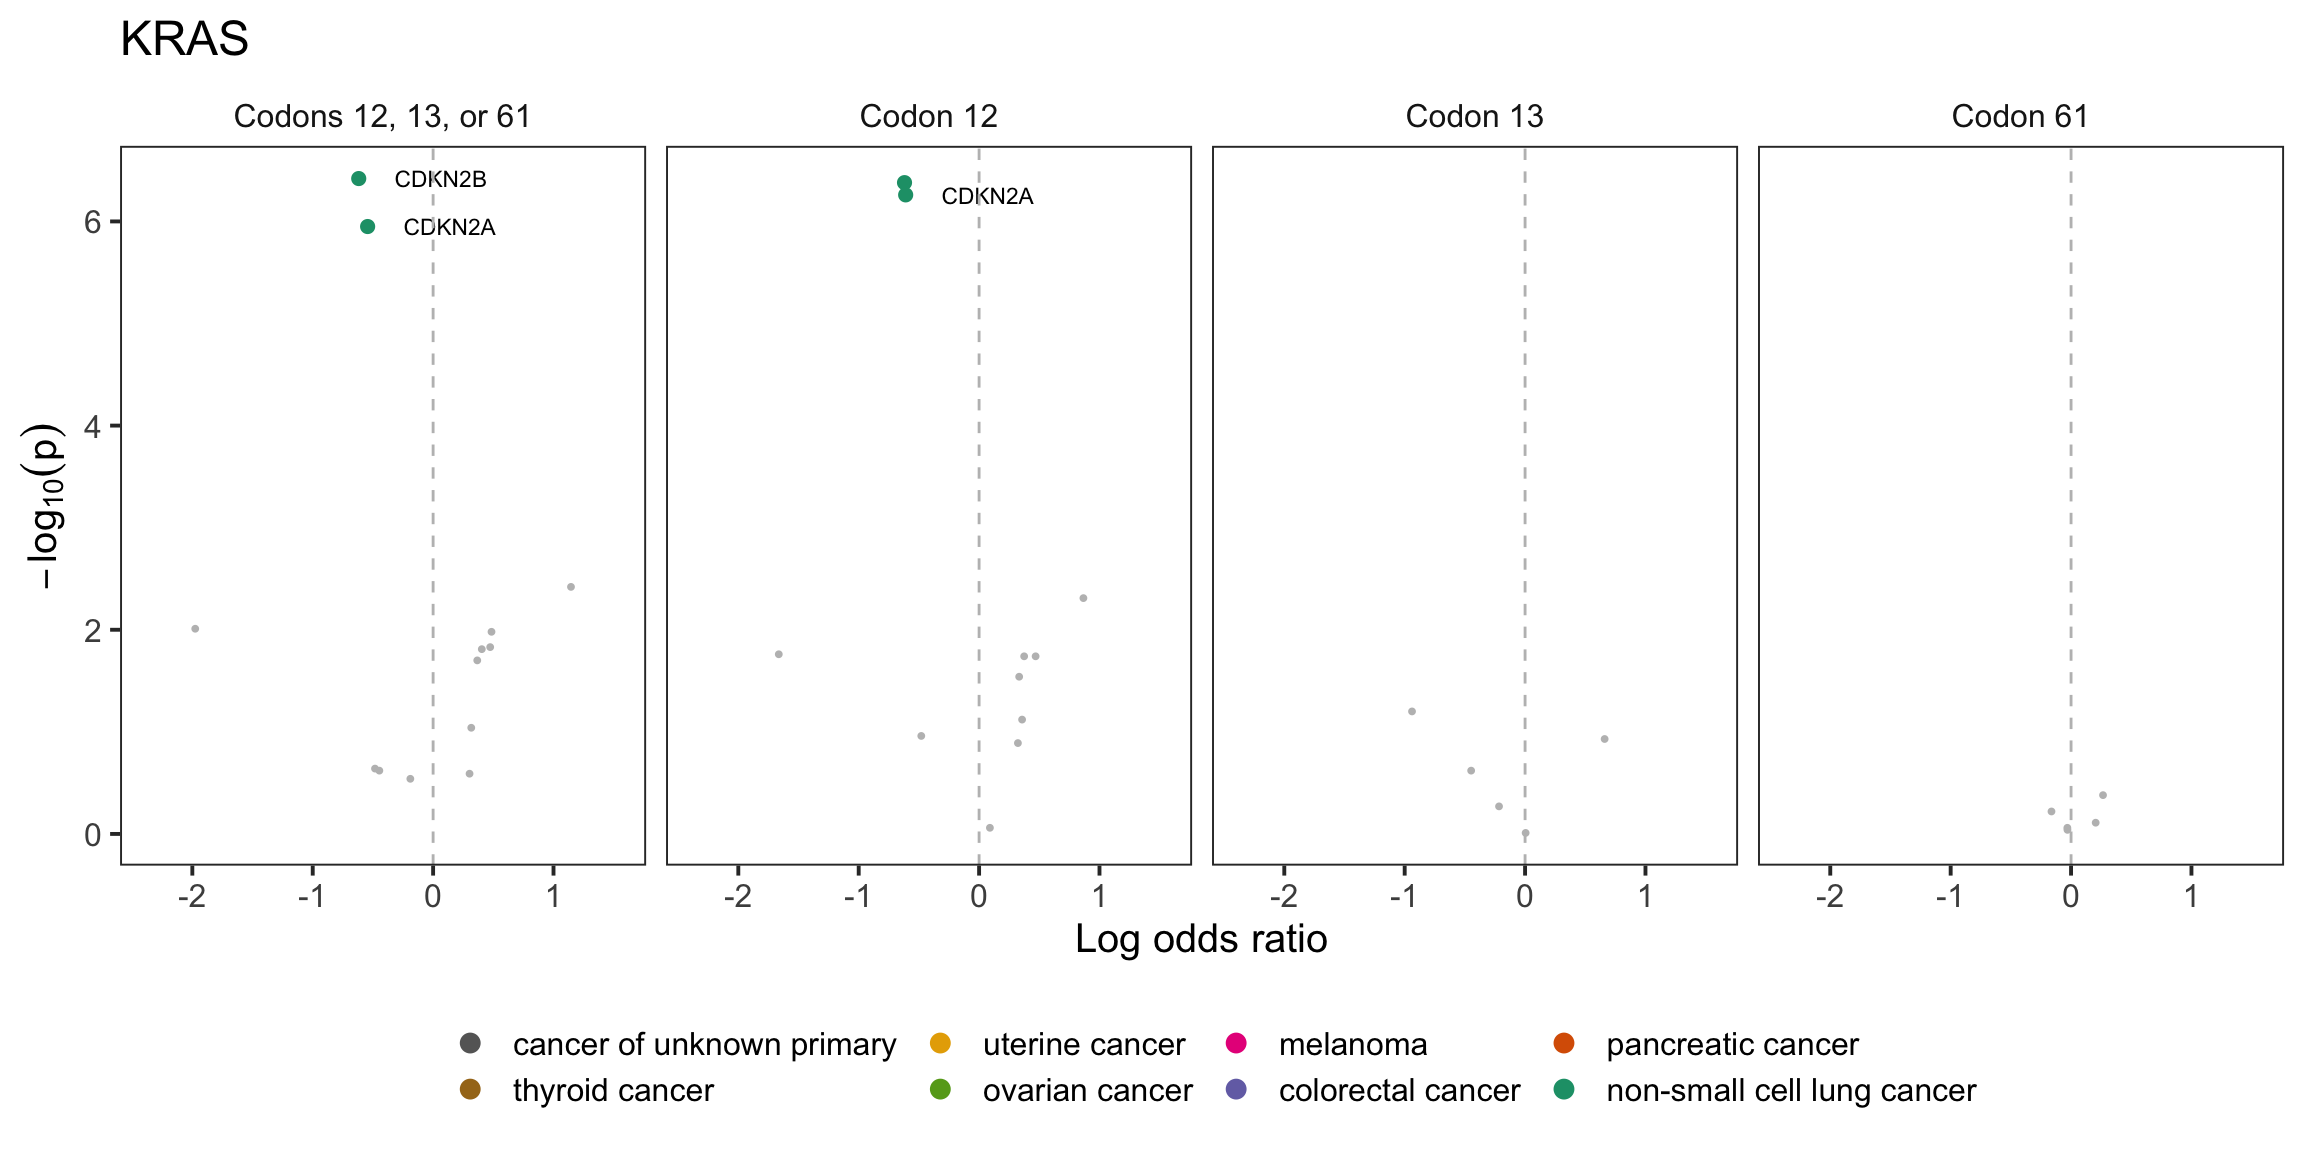 KRAS
Codons 12, 13, or 61
Codon 12
Codon 13
Codon 61
CDKN2B
CDKN2A
CDKN2A
6
4
2
0
−log10(p)
-2 -1 0 1
-2 -1 0 1
-2 -1 0 1
-2 -1 0 1
Log odds ratio
cancer of unknown primary
uterine cancer
melanoma
pancreatic cancer
thyroid cancer
ovarian cancer
colorectal cancer
non-small cell lung cancer